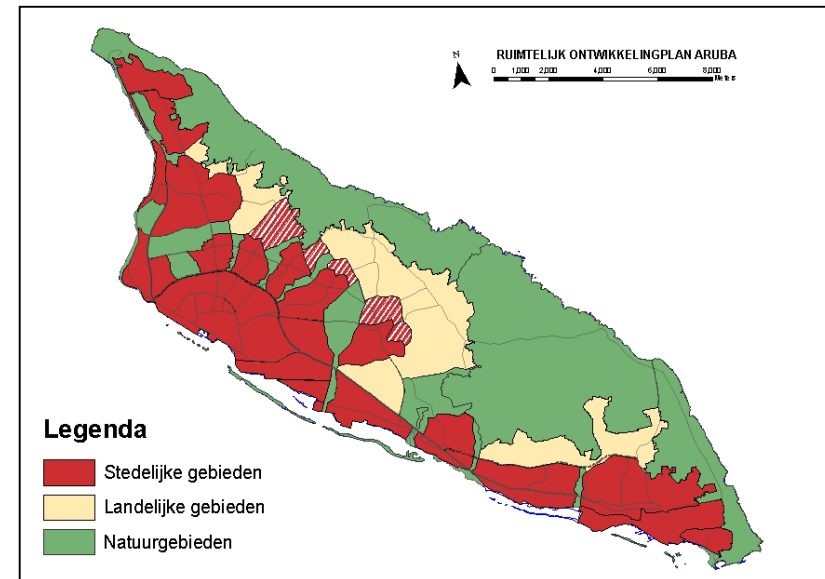 N
RUIMTELIJK ONTWIKKELINGPLAN ARUBA
0 1,000 2,000 4,000 6,000 8,000
Meters
Legenda
Stedelijke gebieden
Landelijke gebieden
Natuurgebieden